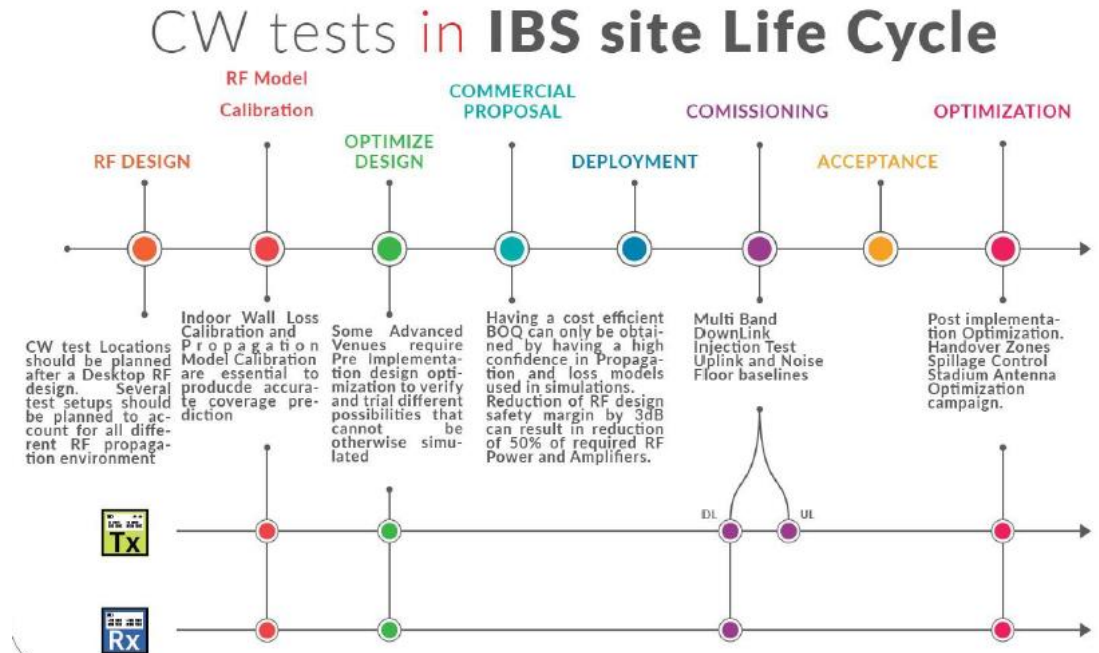 CW tests in IBS site Life Cycle
RF Model
Calibration
COMMERCIAL
PROPOSAL
COMISSIONING
OPTIMIZATION
OPTIMIZE
DESIGN
RF DESIGN
DEPLOYMENT
ACCEPTANCE
CW test Locations
should be planned
after a Desktop RF
design. Several
test setups should
be planned to ac-
count for all diffe-
rent RF propaga-
tion environment
Indoor Wall Loss
Calibration and
Propagation
Model Calibration
are essential to
producde accura-
te coverage pre-
diction
Some Advanced
Venues require
Pre Implementa-
tion design opti-
mization to verify
and trial different
possibilities that
cannot be
otherwise simu-
lated
Having a cost efficient
BOQ can only be obtai-
ned by having a high
confidence in Propaga-
tion and loss models
used in simulations.
Reduction of RF design
safety margin by 3dB
can result in reduction
of 50% of required RF
Power and Amplifiers.
Multi Band
DownLink
Injection Test
Uplink and Noise
Floor baselines
Post implementa-
tion Optimization.
Handover Zones
Spillage Control
Stadium Antenna
Optimization
campaign.
DL
UL
Tx
Rx